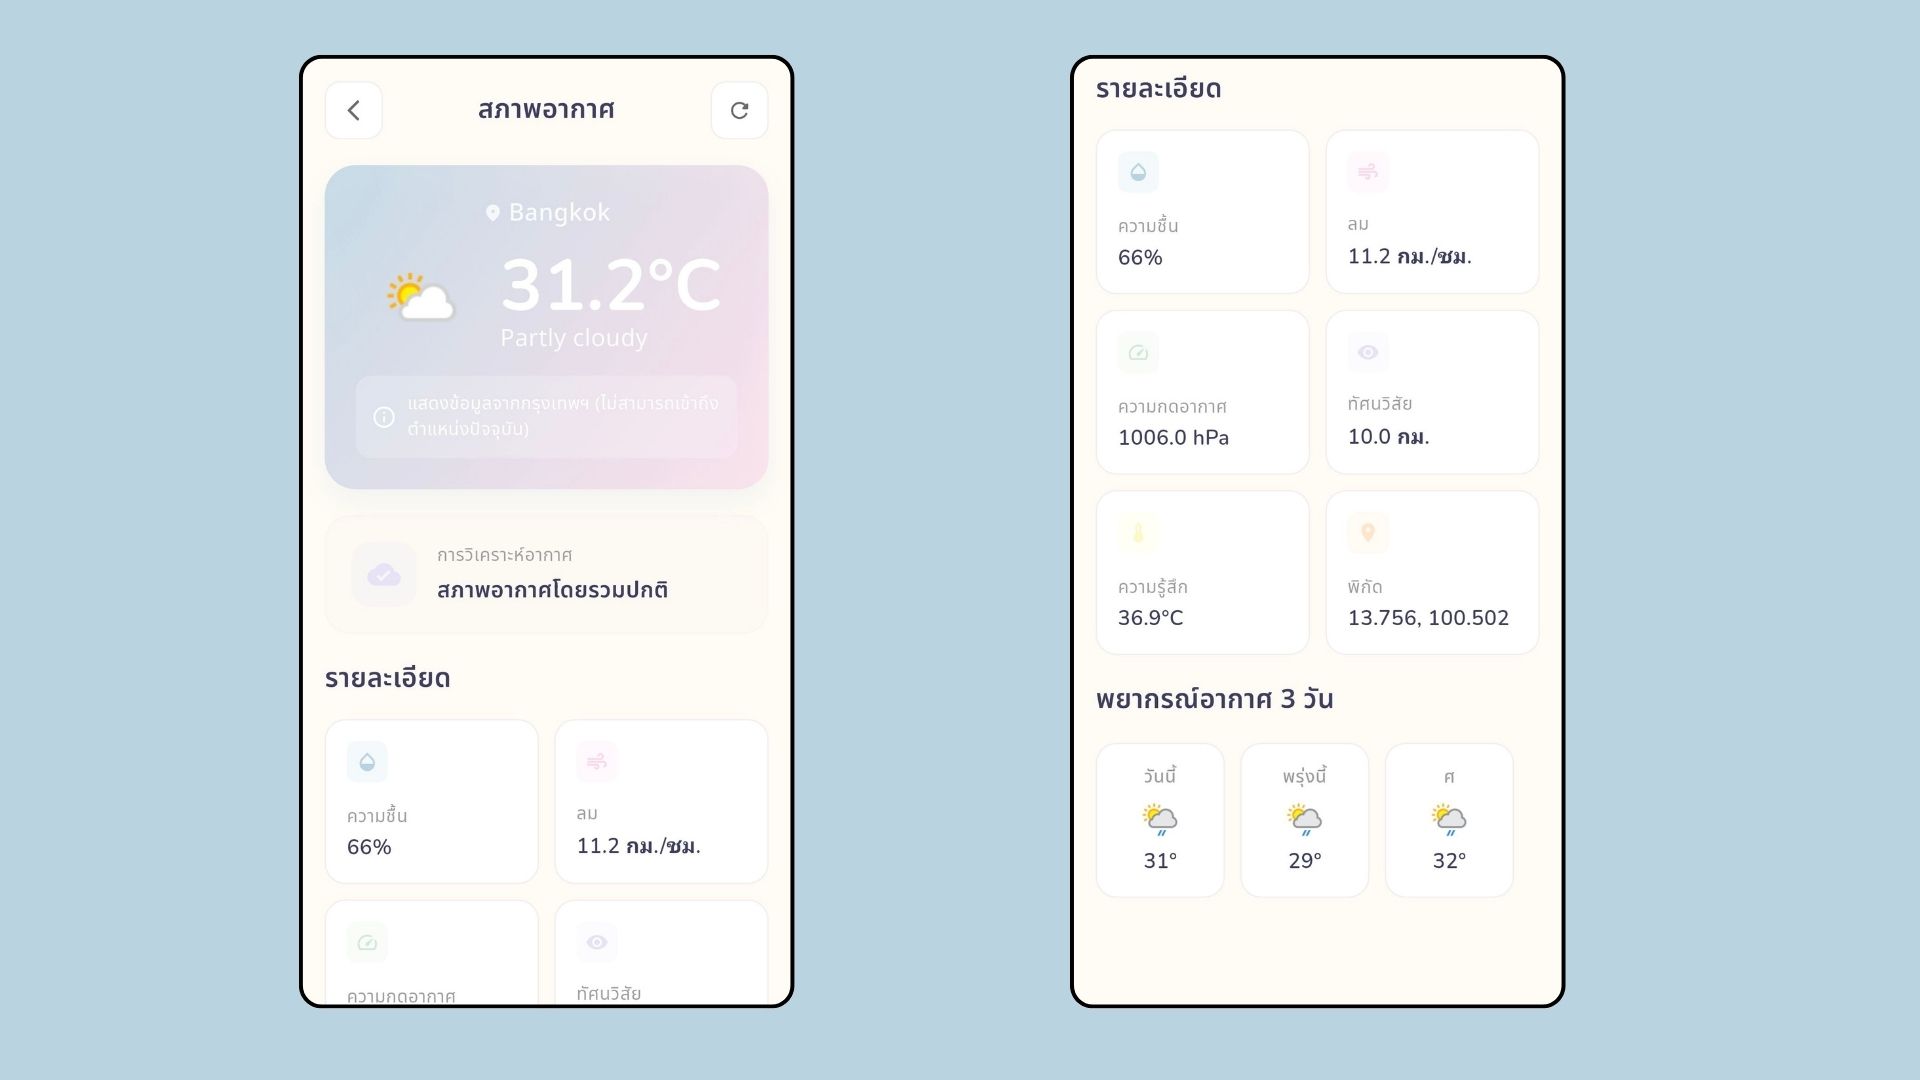 สภาพอากาศ
Bangkok
31.2°C
Partly cloudy
แสดงข้อมูลจากกรุงเทพฯ (ไม่สามารถเข้าถึง
ตำแหน่งปัจจุบัน)
การวิเคราะห์อากาศ
สภาพอากาศโดยรวมปกติ
รายละเอียด
ความชื้น
66%
ลม
11.2 กม./ชม.
ความกดอากาศ
ทัศนวิสัย
รายละเอียด
ความชื้น
66%
ลม
11.2 กม./ชม.
ความกดอากาศ
1006.0 hPa
ทัศนวิสัย
10.0 กม.
ความรู้สึก
36.9°C
พิกัด
13.756, 100.502
พยากรณ์อากาศ 3 วัน
วันนี้
31°
พรุ่งนี้
29°
ศ
32°